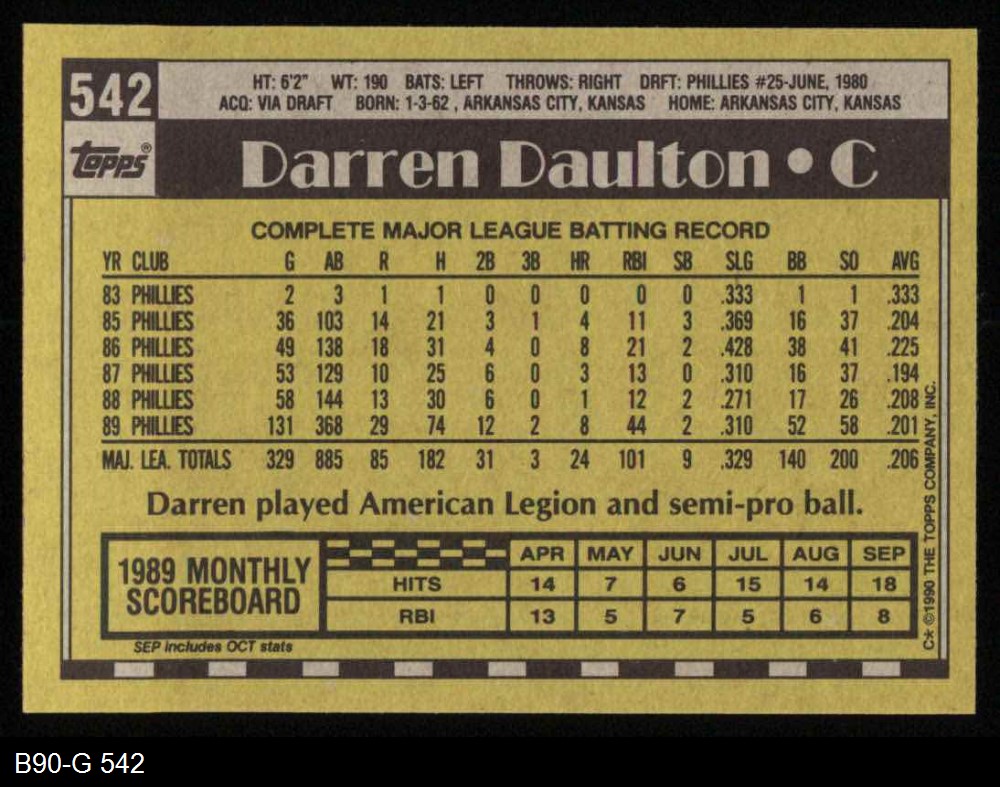 542
HT: 6'2" WT: 190 BATS: LEFT THROWS: RIGHT DRFT: PHILLIES #25-JUNE, 1980
ACQ: VIA DRAFT BORN: 1-3-62 , ARKANSAS CITY, KANSAS HOME: ARKANSAS CITY, KANSAS
topps®
Darren Daulton • C
COMPLETE MAJOR LEAGUE BATTING RECORD
YR CLUB G AB R H 2B 3B HR RBI SB SLG BB SO AVG
83 PHILLIES 2 3 1 1 0 0 0 0 0 .333 1 1 .333
85 PHILLIES 36 103 14 21 3 1 4 11 3 .369 16 37 .204
86 PHILLIES 49 138 18 31 4 0 8 21 2 .428 38 41 .225
87 PHILLIES 53 129 10 25 6 0 3 13 0 .310 16 37 .194
88 PHILLIES 58 144 13 30 6 0 1 12 2 .271 17 26 .208
89 PHILLIES 131 368 29 74 12 2 8 44 2 .310 52 58 .201
MAJ. LEA. TOTALS 329 885 85 182 31 3 24 101 9 .329 140 200 .206
Darren played American Legion and semi-pro ball.
1989 MONTHLY
SCOREBOARD
APR MAY JUN JUL AUG SEP
HITS 14 7 6 15 14 18
RBI 13 5 7 5 6 8
SEP includes OCT stats
C* ©1990 THE TOPPS COMPANY, INC.
B90-G 542